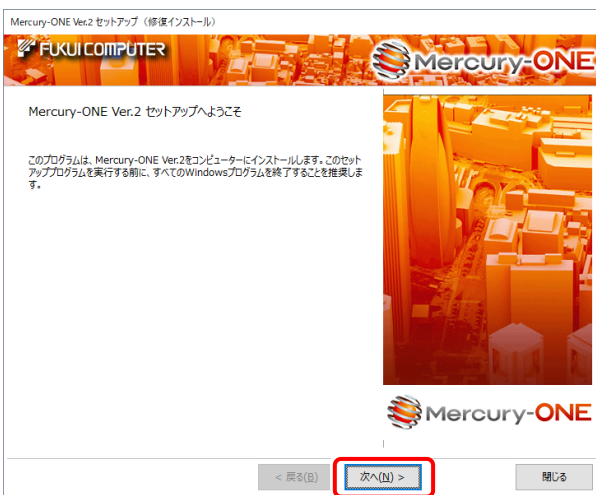 Mercury-ONE Ver.2 セットアップ（修復インストール）
FUKUI COMPUTER
Mercury-ONE
Mercury-ONE Ver.2 セットアップへようこそ
このプログラムは、Mercury-ONE Ver.2をコンピューターにインストールします。このセット
アッププログラムを実行する前に、すべてのWindowsプログラムを終了することを推奨しま
す。
Mercury-ONE
< 戻る(B)
次へ(N) >
閉じる